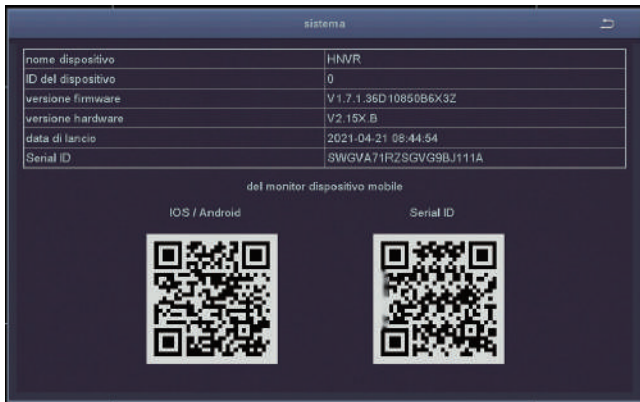 sistema
nome dispositivo HNVR
ID del dispositivo 0
versione firmware V1.7.1.36D10850B6X3Z
versione hardware V2.15X.B
data di lancio 2021-04-21 08:44:54
Serial ID SWGVA71RZSGVG9BJ111A
del monitor dispositivo mobile
IOS / Android Serial ID